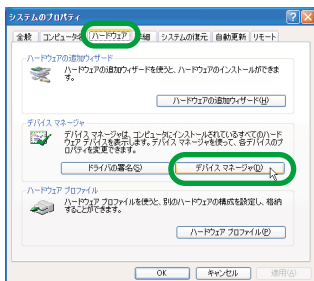 システムのプロパティ
全般 コンピュータ名 ハードウェア 詳細 システムの復元 自動更新 リモート
ハードウェアの追加ウィザード
ハードウェアの追加ウィザードを使うと、ハードウェアのインストールができます。
ハードウェアの追加ウィザード(H)
デバイス マネージャ
デバイス マネージャは、コンピュータにインストールされているすべてのハード
ウェア デバイスを表示します。デバイス マネージャを使って、各デバイスのプ
ロパティを変更できます。
ドライバの署名(S) デバイス マネージャ(D)
ハードウェア プロファイル
ハードウェア プロファイルを使うと、別のハードウェアの構成を設定し、格納
することができます。
ハードウェア プロファイル(P)
OK キャンセル 適用(A)